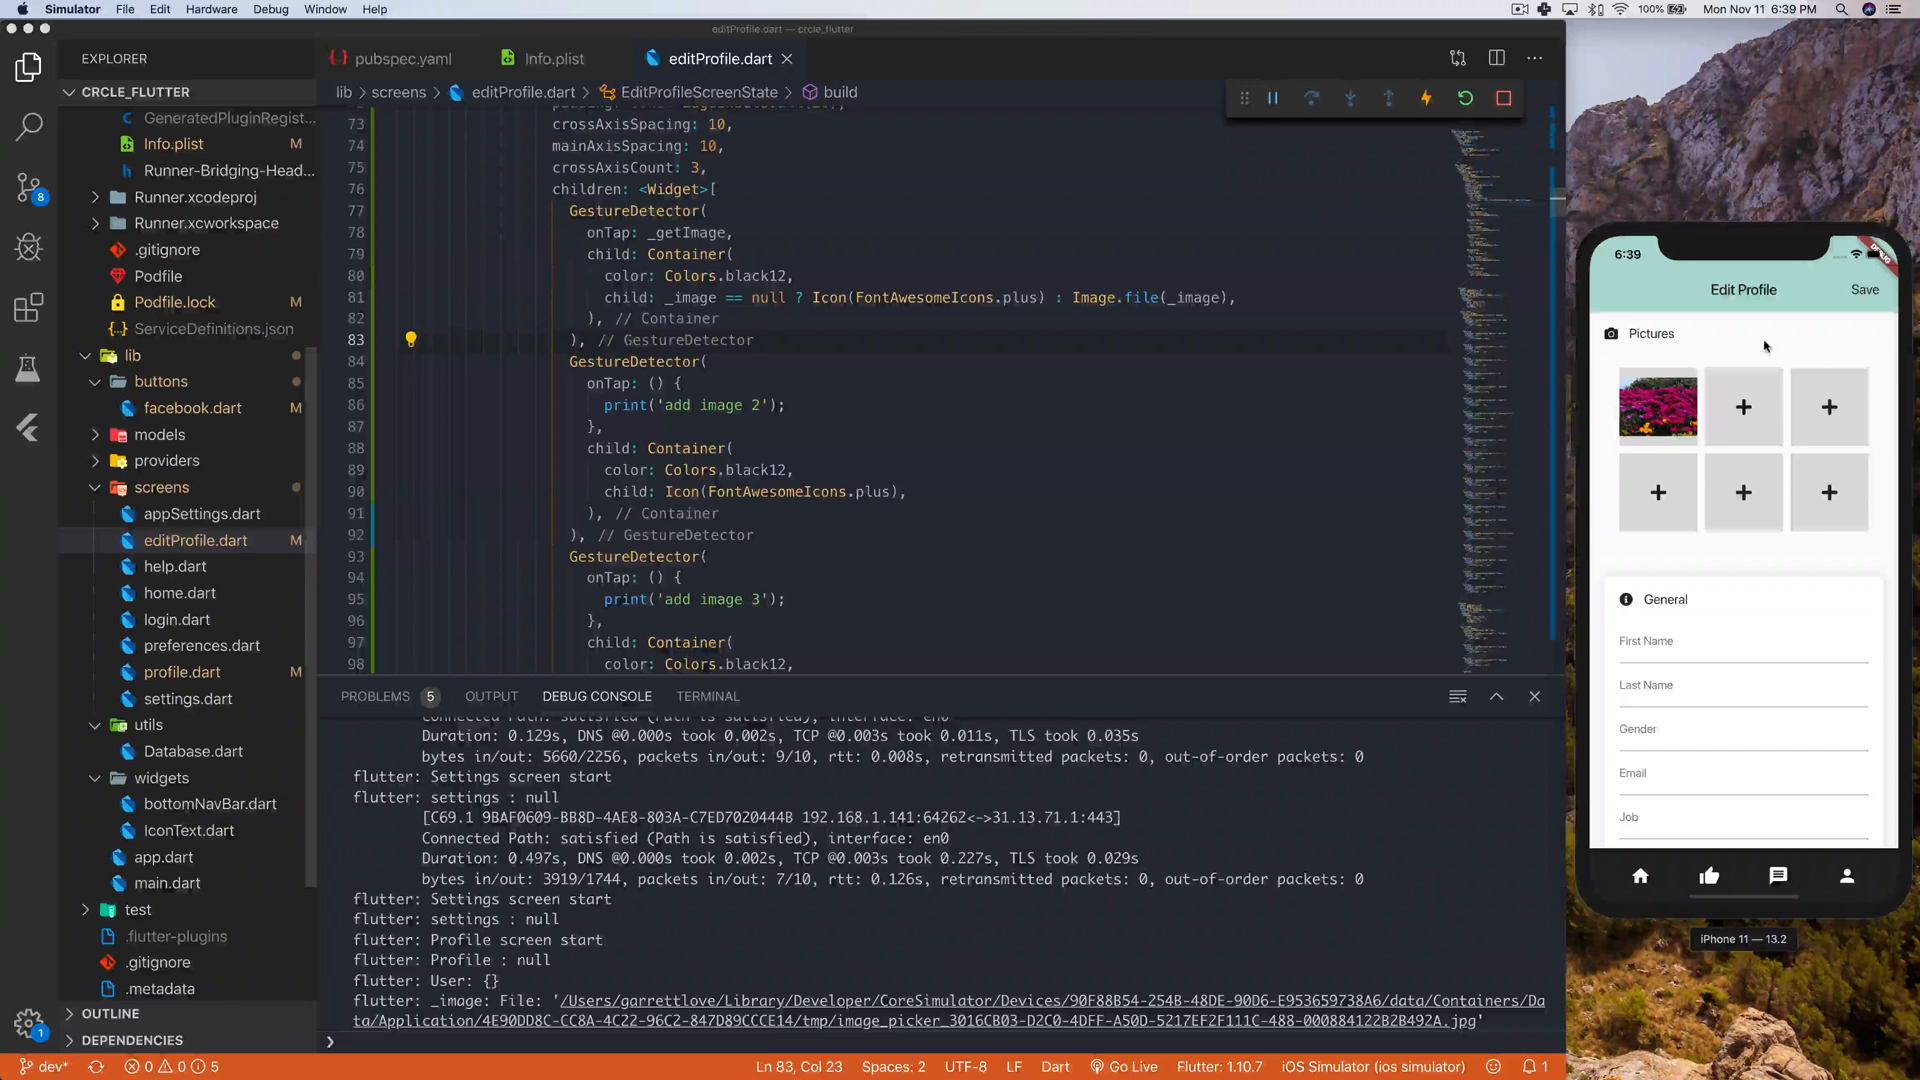 Simulator File Edit Hardware Debug Window Help 100% Mon Nov 11 6:39 PM
editProfile.dart — crcle_flutter
EXPLORER
pubspec.yaml Info.plist editProfile.dart
CRCLE_FLUTTER
lib screens editProfile.dart EditProfileScreenState build
GeneratedPluginRegist...
Info.plist M
Runner-Bridging-Head...
Runner.xcodeproj
Runner.xcworkspace
.gitignore
Podfile
Podfile.lock M
ServiceDefinitions.json
lib
buttons
facebook.dart M
models
providers
screens
appSettings.dart
editProfile.dart M
help.dart
home.dart
login.dart
preferences.dart
profile.dart M
settings.dart
utils
Database.dart
widgets
bottomNavBar.dart
IconText.dart
app.dart
main.dart
test
.flutter-plugins
.gitignore
.metadata
OUTLINE
DEPENDENCIES
8
1
73 crossAxisSpacing: 10,
74 mainAxisSpacing: 10,
75 crossAxisCount: 3,
76 children: <Widget>[
77 GestureDetector(
78 onTap: _getImage,
79 child: Container(
80 color: Colors.black12,
81 child: _image == null ? Icon(FontAwesomeIcons.plus) : Image.file(_image),
82 ), // Container
83 ), // GestureDetector
84 GestureDetector(
85 onTap: () {
86 print('add image 2');
87 },
88 child: Container(
89 color: Colors.black12,
90 child: Icon(FontAwesomeIcons.plus),
91 ), // Container
92 ), // GestureDetector
93 GestureDetector(
94 onTap: () {
95 print('add image 3');
96 },
97 child: Container(
98 color: Colors.black12,
PROBLEMS 5 OUTPUT DEBUG CONSOLE TERMINAL
Connected Path: satisfied (Path is satisfied), interface: en0
Duration: 0.129s, DNS @0.000s took 0.002s, TCP @0.003s took 0.011s, TLS took 0.035s
bytes in/out: 5660/2256, packets in/out: 9/10, rtt: 0.008s, retransmitted packets: 0, out-of-order packets: 0
flutter: Settings screen start
flutter: settings : null
[C69.1 9BAF0609-BB8D-4AE8-803A-C7ED7020444B 192.168.1.141:64262<->31.13.71.1:443]
Connected Path: satisfied (Path is satisfied), interface: en0
Duration: 0.497s, DNS @0.000s took 0.002s, TCP @0.003s took 0.227s, TLS took 0.029s
bytes in/out: 3919/1744, packets in/out: 7/10, rtt: 0.126s, retransmitted packets: 0, out-of-order packets: 0
flutter: Settings screen start
flutter: settings : null
flutter: Profile screen start
flutter: Profile : null
flutter: User: {}
flutter: _image: File: '/Users/garrettlove/Library/Developer/CoreSimulator/Devices/90F88B54-254B-48DE-90D6-E953659738A6/data/Containers/Da
ta/Application/4E90DD8C-CC8A-4C22-96C2-847D89CCCE14/tmp/image_picker_3016CB03-D2C0-4DFF-A50D-5217EF2F111C-488-000884122B2B492A.jpg'
dev* 0 0 5 Ln 83, Col 23 Spaces: 2 UTF-8 LF Dart Go Live Flutter: 1.10.7 iOS Simulator (ios simulator) 1
6:39
DEBUG
Edit Profile Save
Pictures
General
First Name
Last Name
Gender
Email
Job
iPhone 11 — 13.2